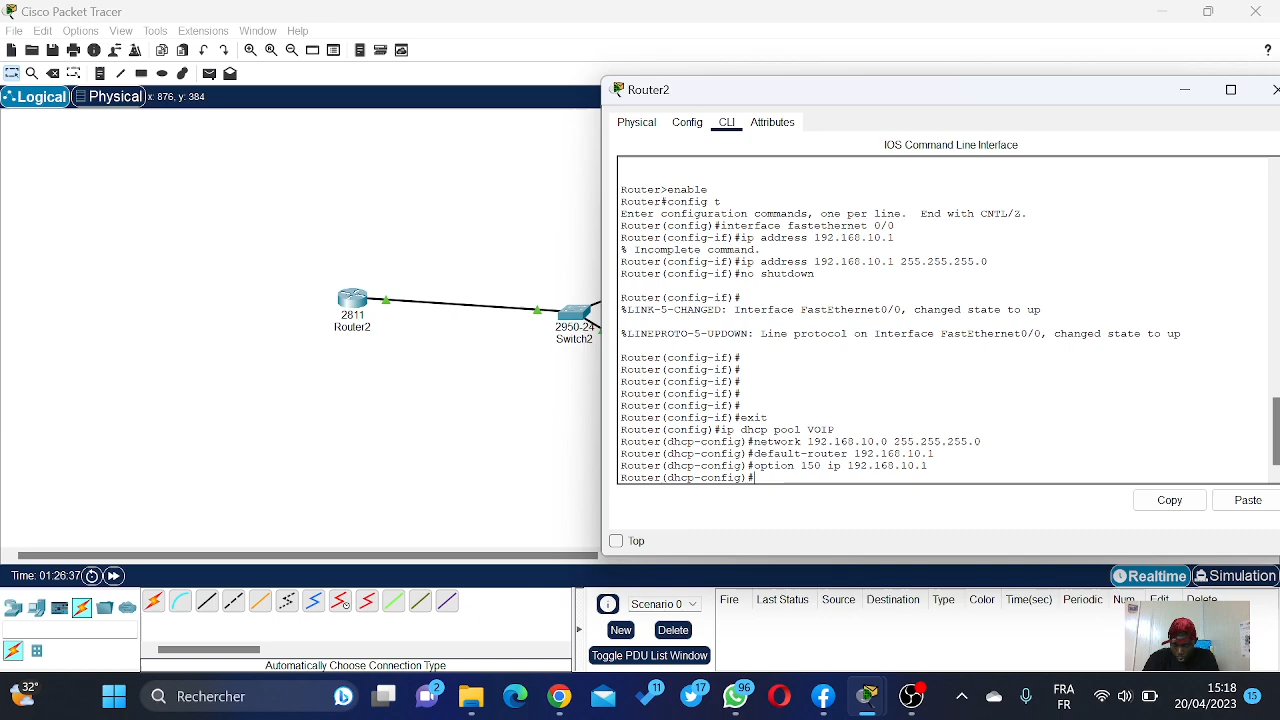 Cisco Packet Tracer
File Edit Options View Tools Extensions Window Help
?
Logical Physical x: 876, y: 384
Router2
Physical Config CLI Attributes
IOS Command Line Interface
Router>enable
Router#config t
Enter configuration commands, one per line. End with CNTL/Z.
Router(config)#interface fastethernet 0/0
Router(config-if)#ip address 192.168.10.1
% Incomplete command.
Router(config-if)#ip address 192.168.10.1 255.255.255.0
Router(config-if)#no shutdown
Router(config-if)#
%LINK-5-CHANGED: Interface FastEthernet0/0, changed state to up
%LINEPROTO-5-UPDOWN: Line protocol on Interface FastEthernet0/0, changed state to up
Router(config-if)#
Router(config-if)#
Router(config-if)#
Router(config-if)#
Router(config-if)#
Router(config-if)#exit
Router(config)#ip dhcp pool VOIP
Router(dhcp-config)#network 192.168.10.0 255.255.255.0
Router(dhcp-config)#default-router 192.168.10.1
Router(dhcp-config)#option 150 ip 192.168.10.1
Router(dhcp-config)#
Copy Paste
Top
2811
Router2
2950-24
Switch2
Time: 01:26:37 Realtime Simulation
Scenario 0
New Delete
Toggle PDU List Window
Fire Last Status Source Destination Type Color Time(sec) Periodic Num Edit Delete
Automatically Choose Connection Type
32°
Rechercher
2
11
17
96
FRA
FR
15:18
20/04/2023
15